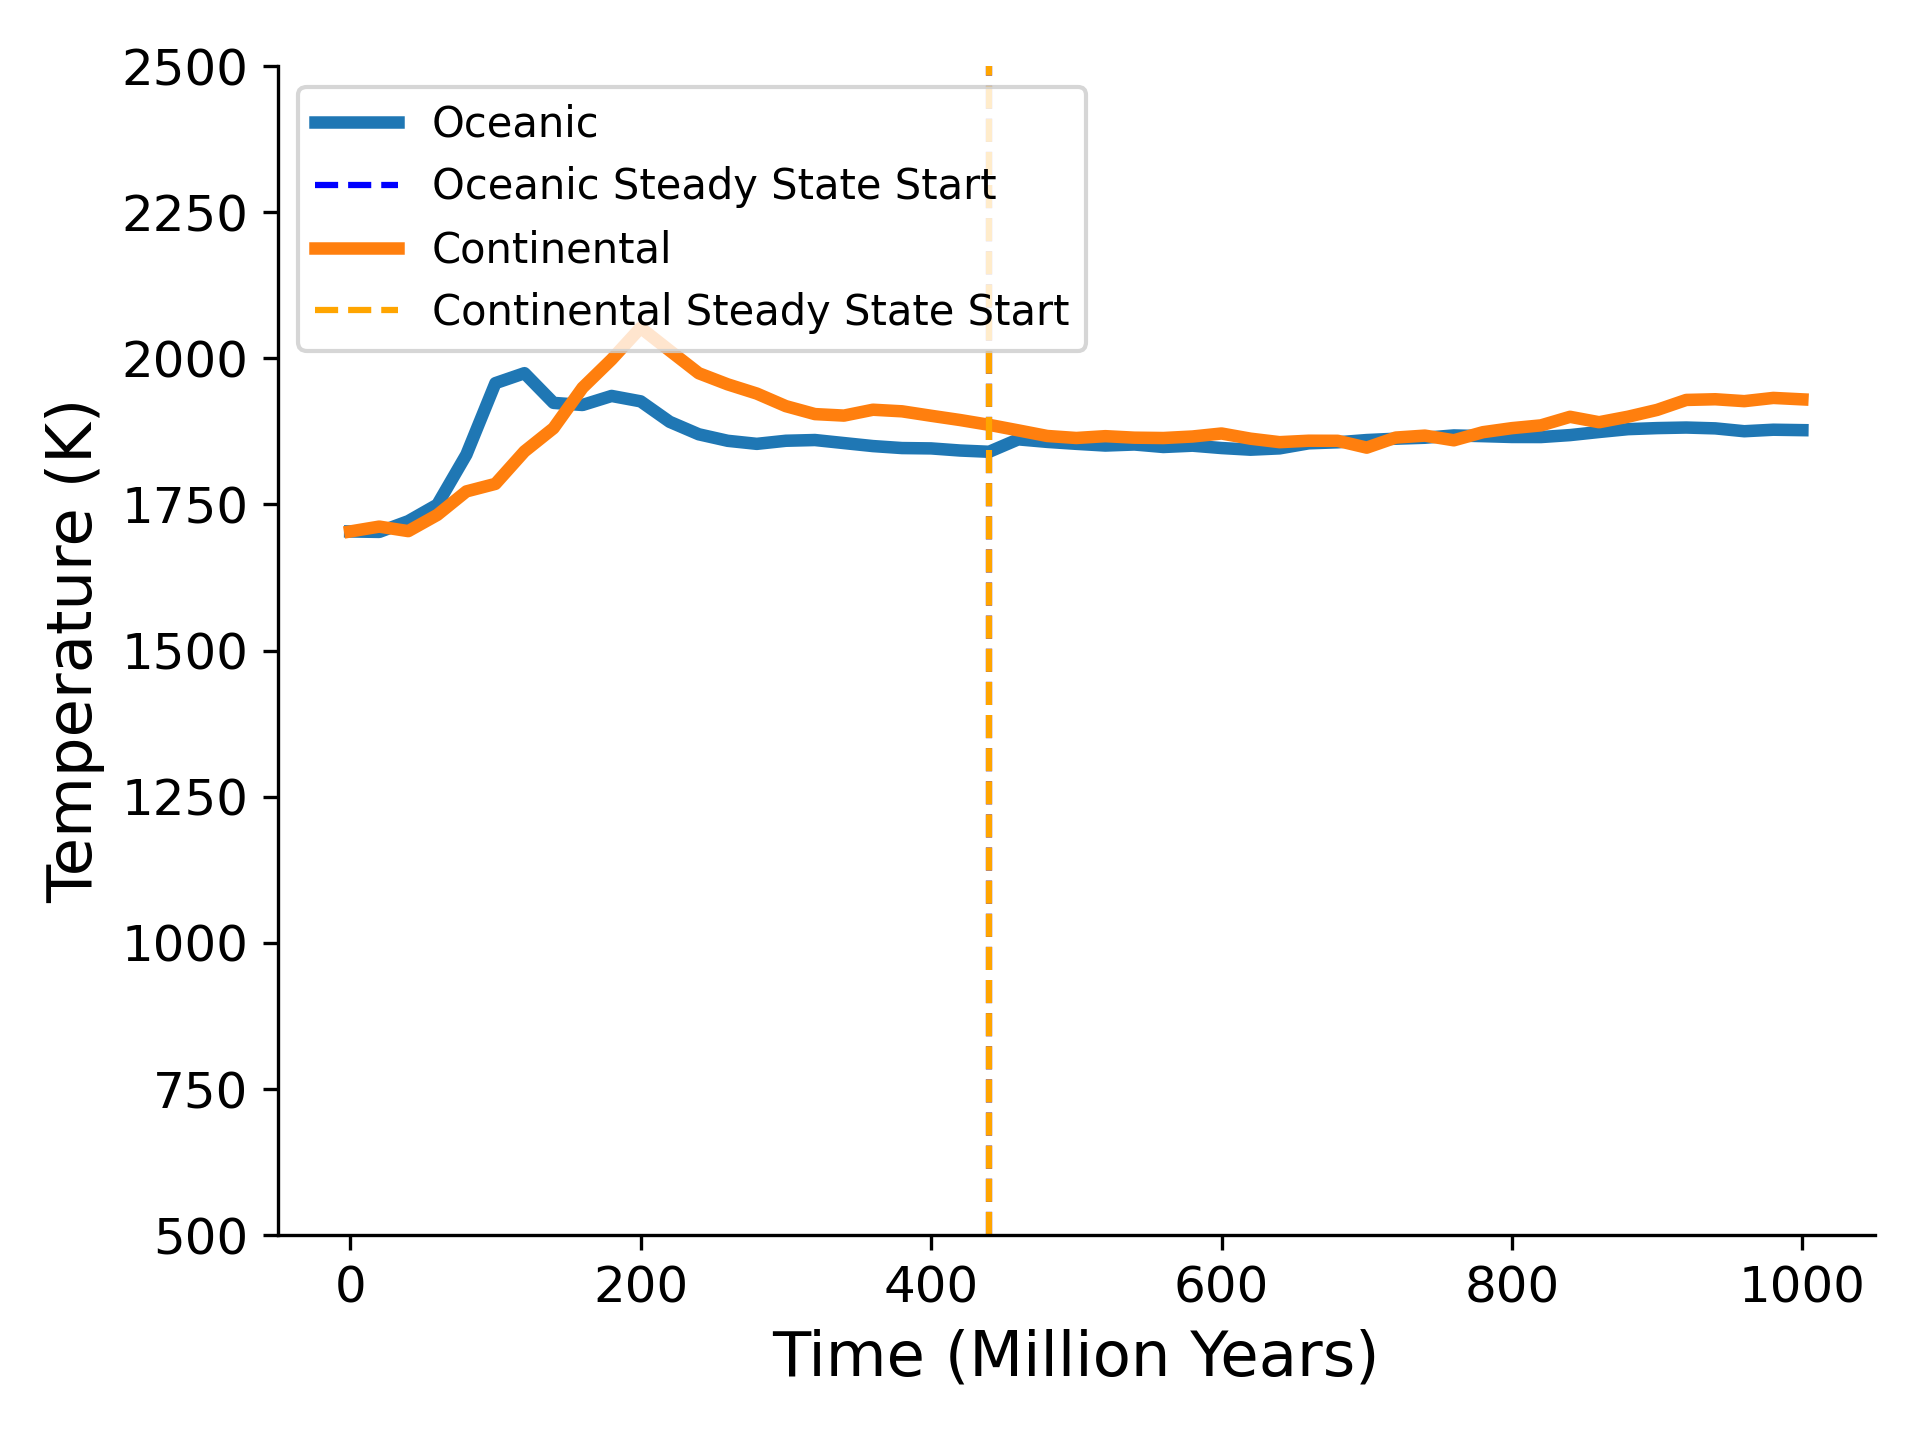 2500
2250
2000
1750
1500
1250
1000
750
500
Temperature (K)
Oceanic
Oceanic Steady State Start
Continental
Continental Steady State Start
0 200 400 600 800 1000
Time (Million Years)